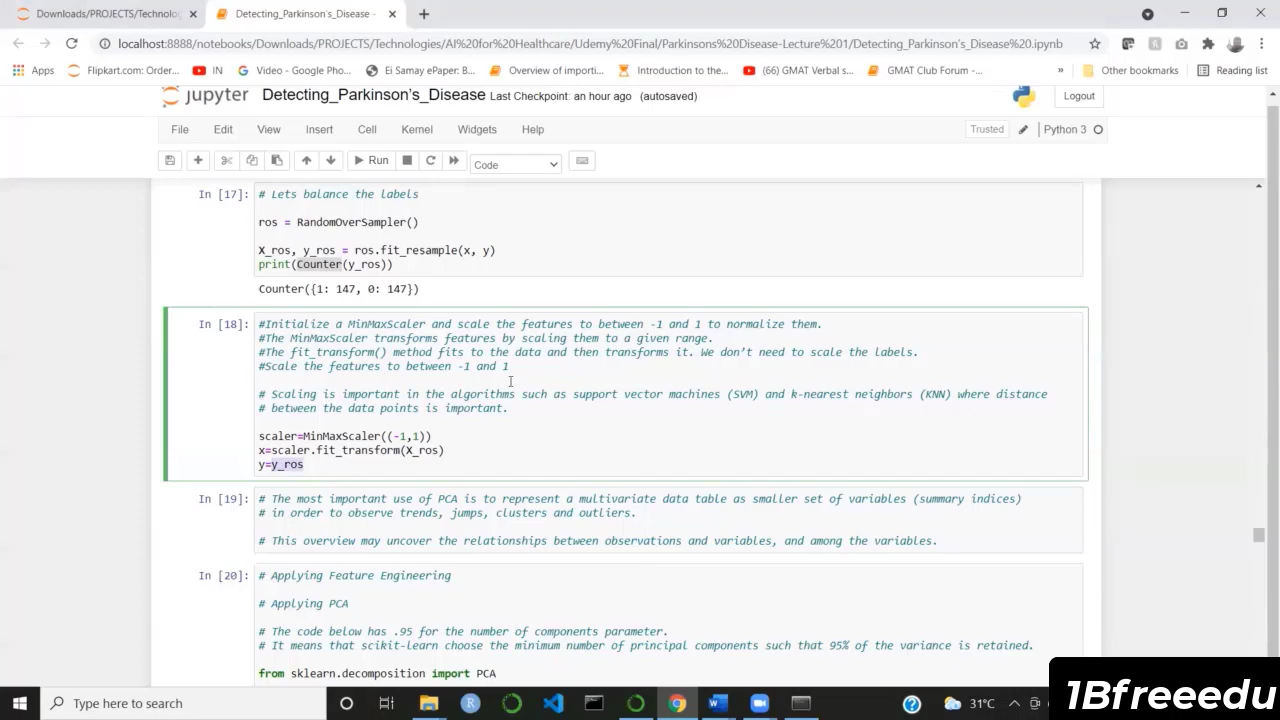 Downloads/PROJECTS/Technolog
Detecting_Parkinson's_Disease -
localhost:8888/notebooks/Downloads/PROJECTS/Technologies/AI%20for%20Healthcare/Udemy%20Final/Parkinsons%20Disease-Lecture%201/Detecting_Parkinson's_Disease%20.ipynb
Apps Flipkart.com: Order... IN Video - Google Pho... Ei Samay ePaper: B... Overview of importi... Introduction to the... (66) GMAT Verbal s... GMAT Club Forum -... » Other bookmarks Reading list
jupyter Detecting_Parkinson’s_Disease Last Checkpoint: an hour ago (autosaved) Logout
File Edit View Insert Cell Kernel Widgets Help Trusted Python 3
Run Code
In [17]: # Lets balance the labels
ros = RandomOverSampler()
X_ros, y_ros = ros.fit_resample(x, y)
print(Counter(y_ros))
Counter({1: 147, 0: 147})
In [18]: #Initialize a MinMaxScaler and scale the features to between -1 and 1 to normalize them.
#The MinMaxScaler transforms features by scaling them to a given range.
#The fit_transform() method fits to the data and then transforms it. We don’t need to scale the labels.
#Scale the features to between -1 and 1
# Scaling is important in the algorithms such as support vector machines (SVM) and k-nearest neighbors (KNN) where distance
# between the data points is important.
scaler=MinMaxScaler((-1,1))
x=scaler.fit_transform(X_ros)
y=y_ros
In [19]: # The most important use of PCA is to represent a multivariate data table as smaller set of variables (summary indices)
# in order to observe trends, jumps, clusters and outliers.
# This overview may uncover the relationships between observations and variables, and among the variables.
In [20]: # Applying Feature Engineering
# Applying PCA
# The code below has .95 for the number of components parameter.
# It means that scikit-learn choose the minimum number of principal components such that 95% of the variance is retained.
from sklearn.decomposition import PCA
Type here to search
31°C
1Bfreeedu